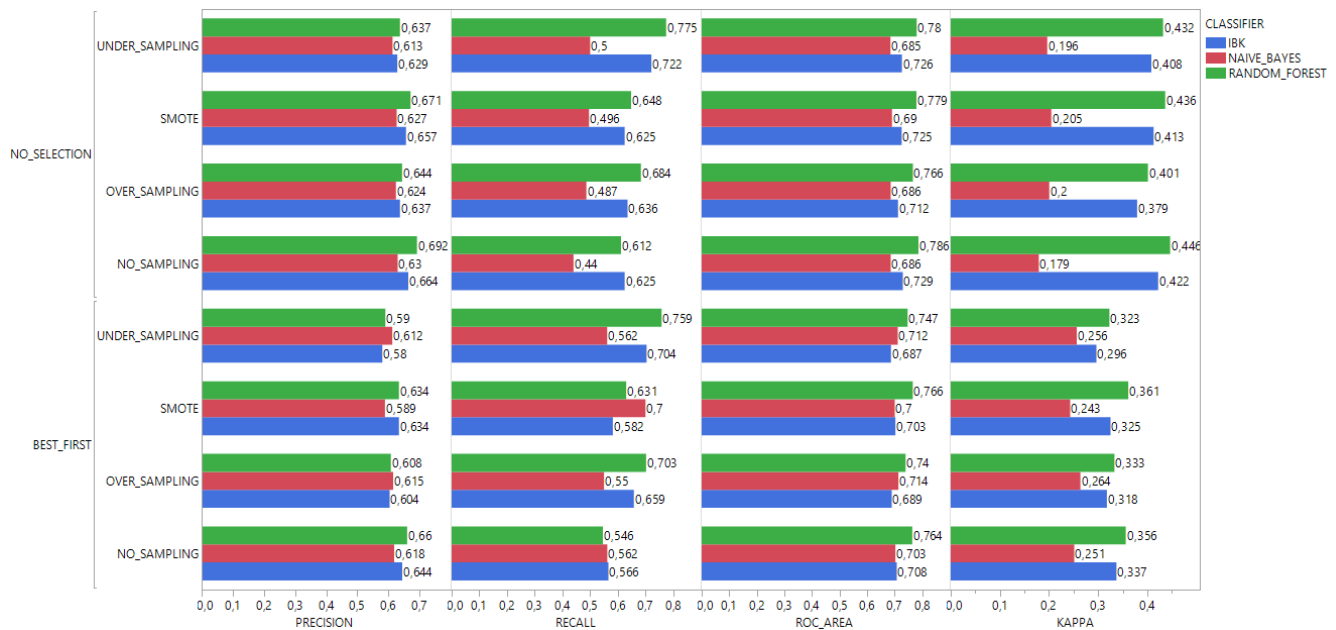 CLASSIFIER
IBK
NAIVE_BAYES
RANDOM_FOREST
NO_SELECTION
UNDER_SAMPLING
0,637 0,775 0,78 0,432
0,613 0,5 0,685 0,196
0,629 0,722 0,726 0,408
SMOTE
0,671 0,648 0,779 0,436
0,627 0,496 0,69 0,205
0,657 0,625 0,725 0,413
OVER_SAMPLING
0,644 0,684 0,766 0,401
0,624 0,487 0,686 0,2
0,637 0,636 0,712 0,379
NO_SAMPLING
0,692 0,612 0,786 0,446
0,63 0,44 0,686 0,179
0,664 0,625 0,729 0,422
BEST_FIRST
UNDER_SAMPLING
0,59 0,759 0,747 0,323
0,612 0,562 0,712 0,256
0,58 0,704 0,687 0,296
SMOTE
0,634 0,631 0,766 0,361
0,589 0,7 0,7 0,243
0,634 0,582 0,703 0,325
OVER_SAMPLING
0,608 0,703 0,74 0,333
0,615 0,55 0,714 0,264
0,604 0,659 0,689 0,318
NO_SAMPLING
0,66 0,546 0,764 0,356
0,618 0,562 0,703 0,251
0,644 0,566 0,708 0,337
0,0 0,1 0,2 0,3 0,4 0,5 0,6 0,7 0,0 0,1 0,2 0,3 0,4 0,5 0,6 0,7 0,8 0,0 0,1 0,2 0,3 0,4 0,5 0,6 0,7 0,8 0,0 0,1 0,2 0,3 0,4
PRECISION RECALL ROC_AREA KAPPA